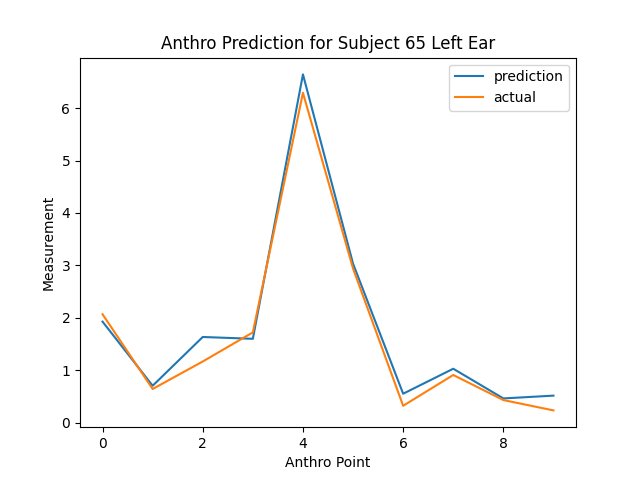 Anthro Prediction for Subject 65 Left Ear
prediction
actual
Measurement
6
5
4
3
2
1
0
0 2 4 6 8
Anthro Point